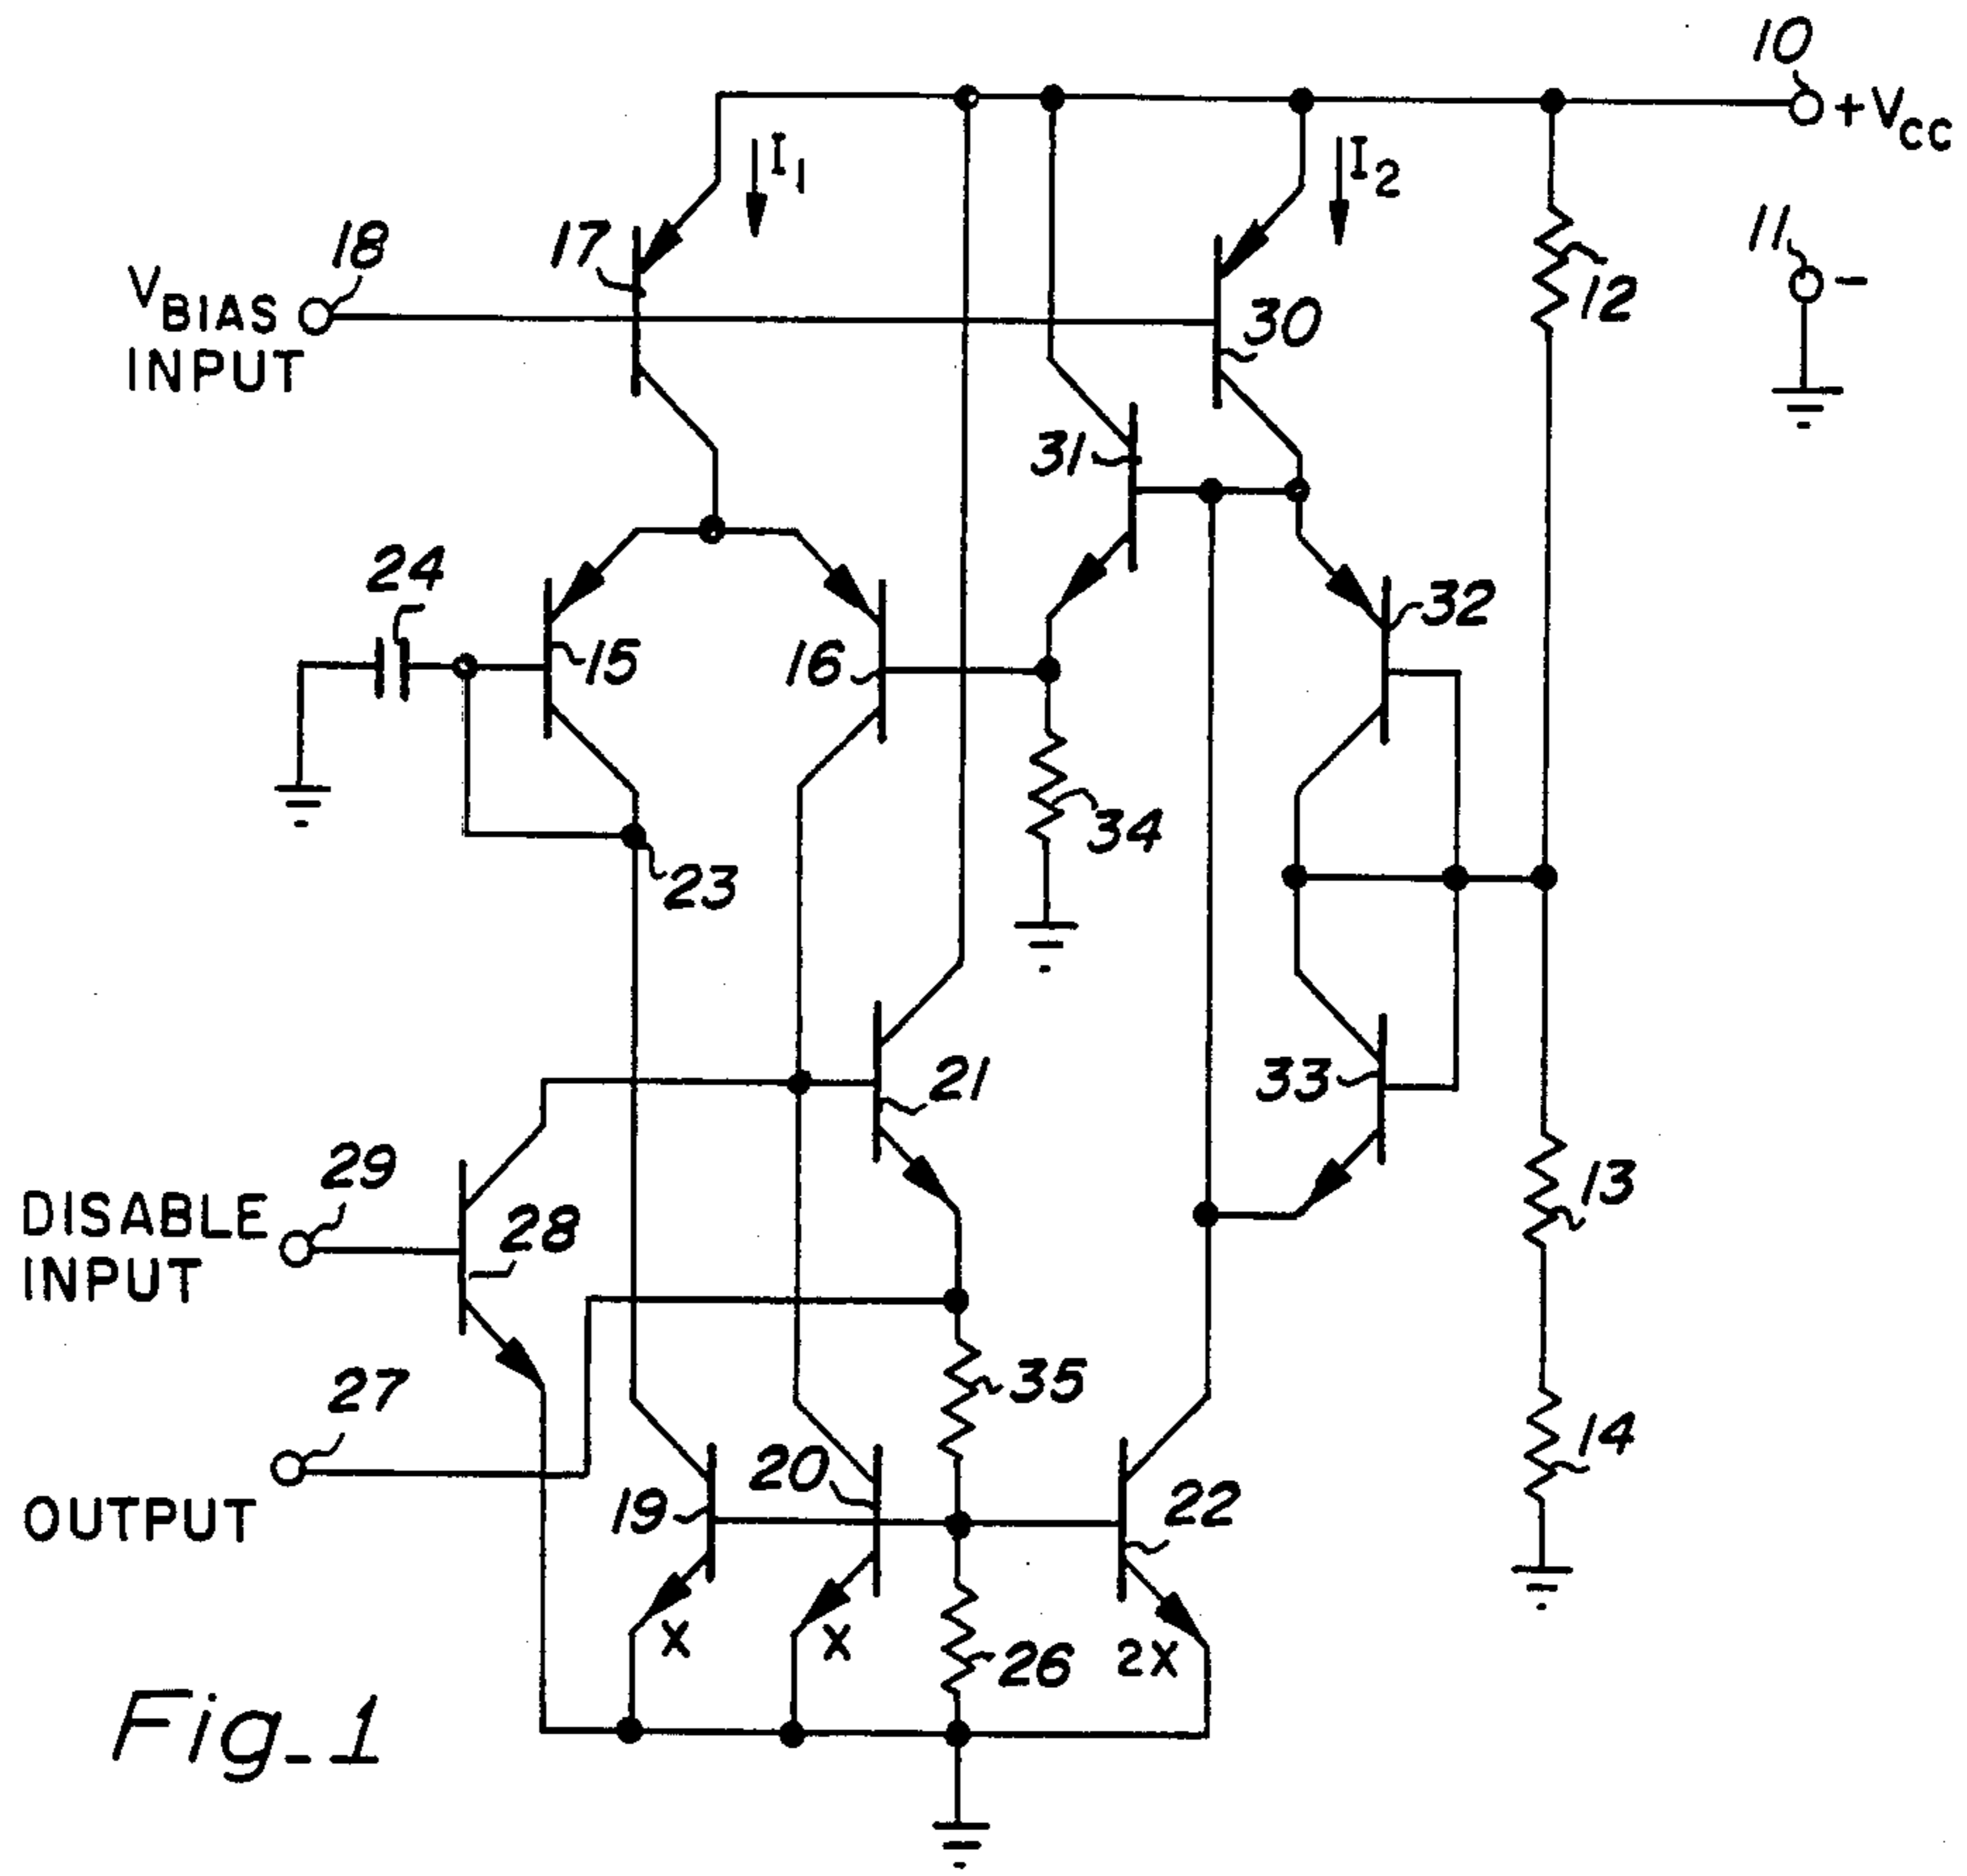 10
+VCC
I1
I2
11
-
18
17
VBIAS
INPUT
12
30
31
24
32
15
16
34
23
21
33
29
13
DISABLE
INPUT
28
27
35
14
20
19
22
OUTPUT
X
X
26
2X
Fig_1